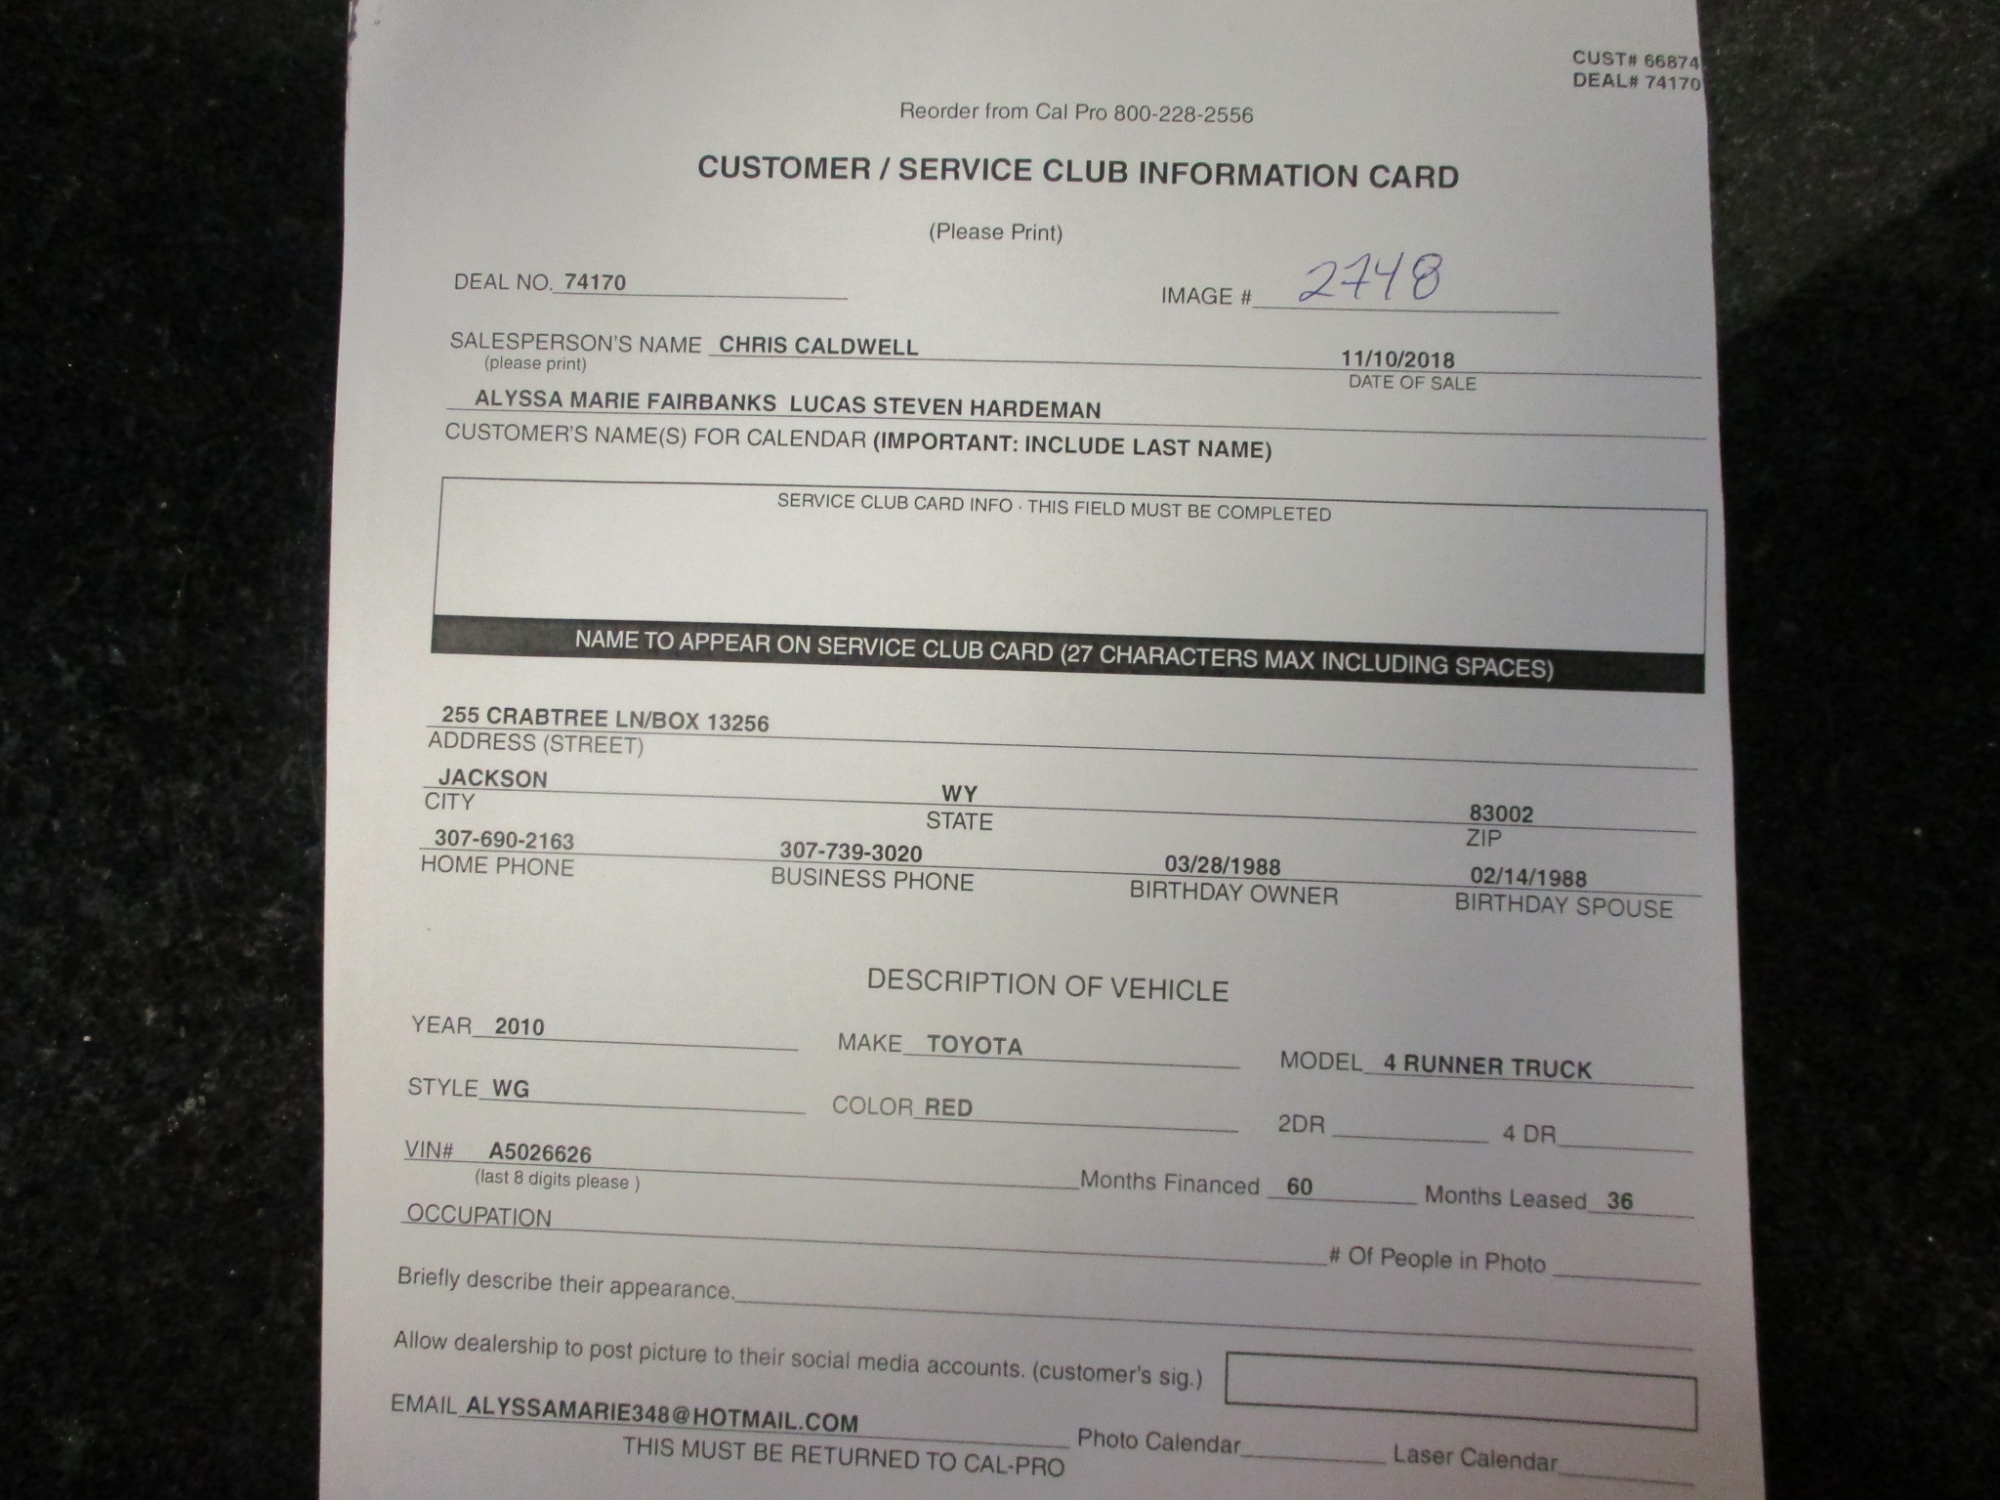 CUST# 66874
DEAL# 74170
Reorder from Cal Pro 800-228-2556
CUSTOMER / SERVICE CLUB INFORMATION CARD
(Please Print)
DEAL NO. 74170 IMAGE # 2748
SALESPERSON'S NAME CHRIS CALDWELL 11/10/2018
(please print) DATE OF SALE
ALYSSA MARIE FAIRBANKS LUCAS STEVEN HARDEMAN
CUSTOMER'S NAME(S) FOR CALENDAR (IMPORTANT: INCLUDE LAST NAME)
SERVICE CLUB CARD INFO · THIS FIELD MUST BE COMPLETED
NAME TO APPEAR ON SERVICE CLUB CARD (27 CHARACTERS MAX INCLUDING SPACES)
255 CRABTREE LN/BOX 13256
ADDRESS (STREET)
JACKSON WY 83002
CITY STATE ZIP
307-690-2163 307-739-3020 03/28/1988 02/14/1988
HOME PHONE BUSINESS PHONE BIRTHDAY OWNER BIRTHDAY SPOUSE
DESCRIPTION OF VEHICLE
YEAR 2010 MAKE TOYOTA MODEL 4 RUNNER TRUCK
STYLE WG COLOR RED 2DR 4 DR
VIN# A5026626 Months Financed 60 Months Leased 36
(last 8 digits please )
OCCUPATION # Of People in Photo
Briefly describe their appearance.
Allow dealership to post picture to their social media accounts. (customer's sig.)
EMAIL ALYSSAMARIE348@HOTMAIL.COM Photo Calendar Laser Calendar
THIS MUST BE RETURNED TO CAL-PRO